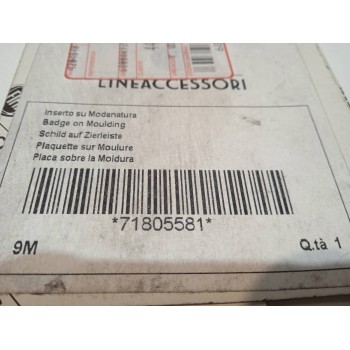 LINEACCESSORI
Inserto su Modanatura
Badge on Moulding
Schild auf Zierleiste
Plaquette sur Moulure
Placa sobre la Moldura
*71805581*
9M Q.tà 1